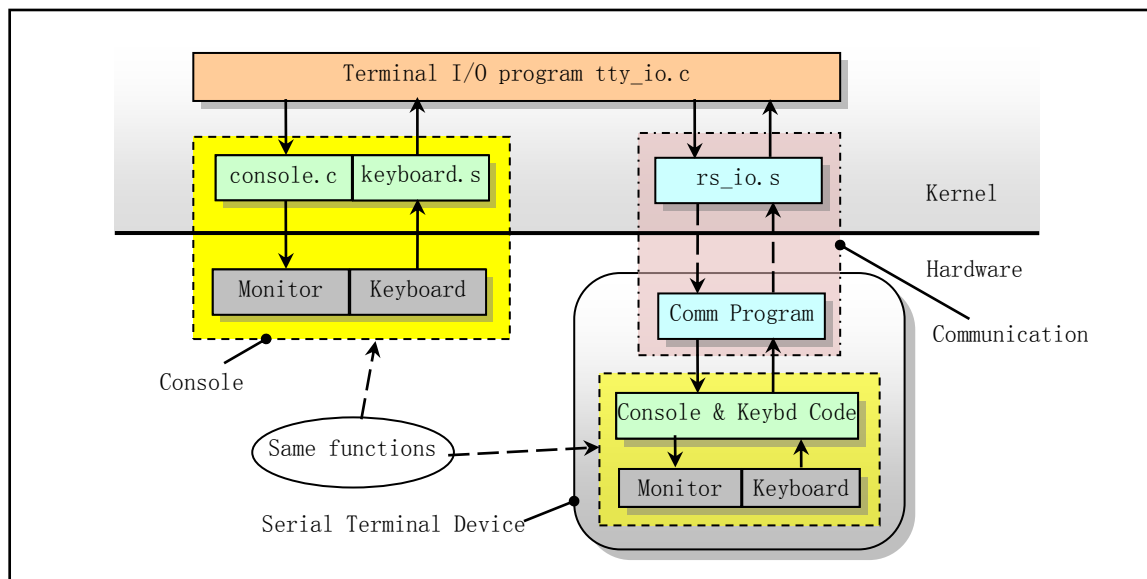 Terminal I/O program tty_io.c
console.c
keyboard.s
rs_io.s
Kernel
Monitor
Keyboard
Hardware
Comm Program
Communication
Console
Console & Keybd Code
Same functions
Monitor
Keyboard
Serial Terminal Device